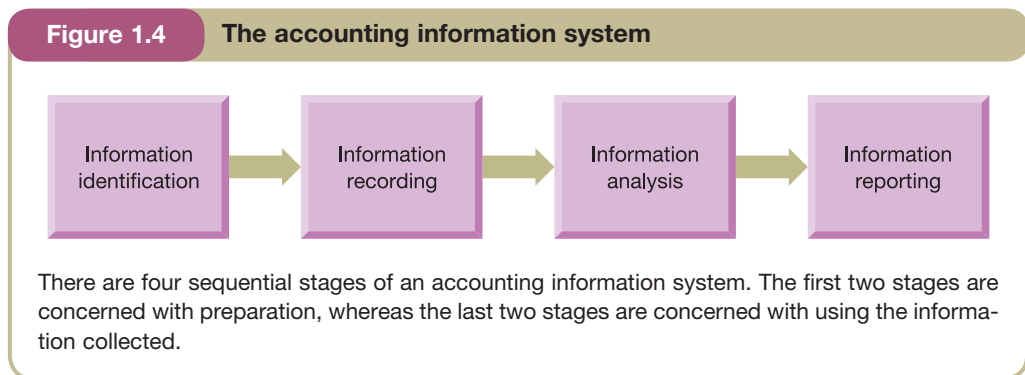 Figure 1.4
The accounting information system
Information
identification
Information
recording
Information
analysis
Information
reporting
There are four sequential stages of an accounting information system. The first two stages are
concerned with preparation, whereas the last two stages are concerned with using the informa-
tion collected.